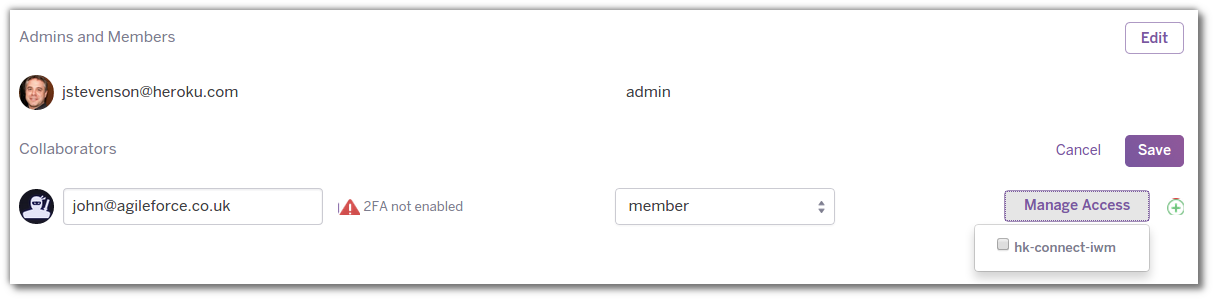 Admins and Members
Edit
jstevenson@heroku.com admin
Collaborators
Cancel Save
john@agileforce.co.uk 2FA not enabled member Manage Access
hk-connect-iwm